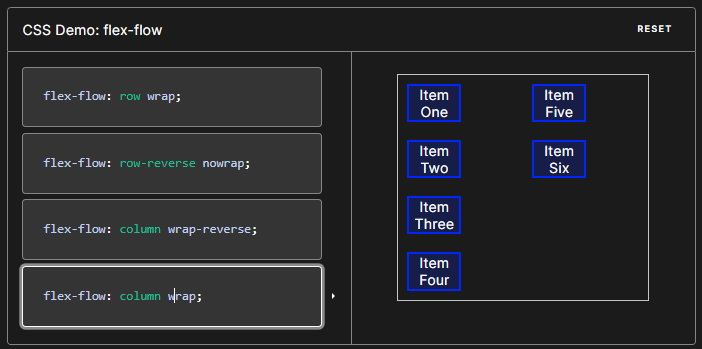 CSS Demo: flex-flow
RESET
flex-flow: row wrap;
flex-flow: row-reverse nowrap;
flex-flow: column wrap-reverse;
flex-flow: column wrap;
Item
One
Item
Two
Item
Three
Item
Four
Item
Five
Item
Six